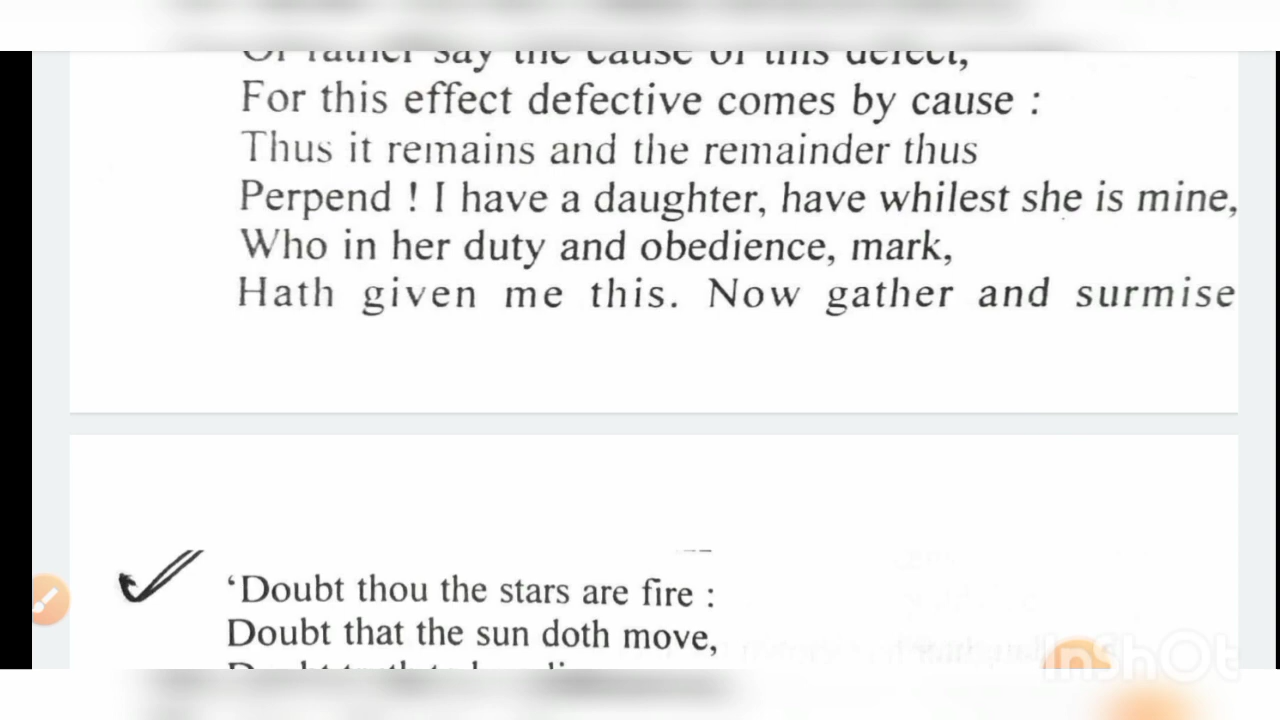 Or rather say the cause of this defect,
For this effect defective comes by cause :
Thus it remains and the remainder thus
Perpend ! I have a daughter, have whilest she is mine,
Who in her duty and obedience, mark,
Hath given me this. Now gather and surmise
‘Doubt thou the stars are fire :
Doubt that the sun doth move,
InShOt